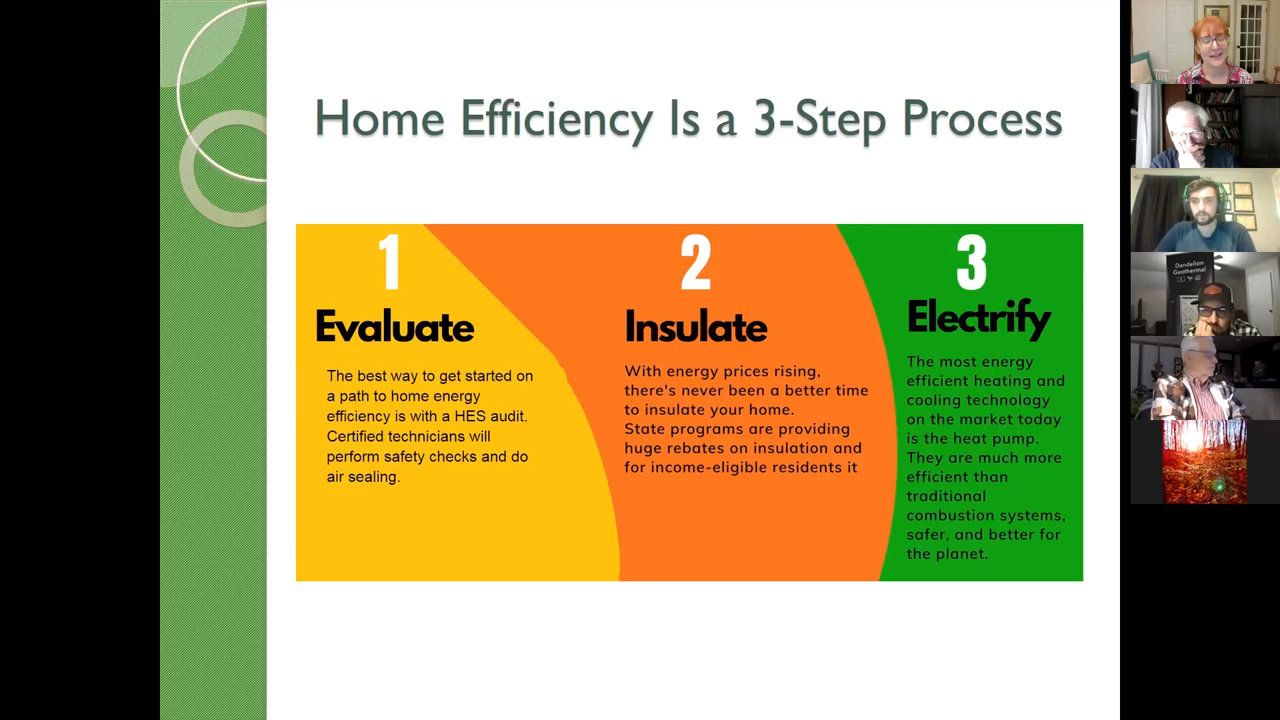 Home Efficiency Is a 3-Step Process
1
Evaluate
The best way to get started on
a path to home energy
efficiency is with a HES audit.
Certified technicians will
perform safety checks and do
air sealing.
2
Insulate
With energy prices rising,
there's never been a better time
to insulate your home.
State programs are providing
huge rebates on insulation and
for income-eligible residents it
3
Electrify
The most energy
efficient heating and
cooling technology
on the market today
is the heat pump.
They are much more
efficient than
traditional
combustion systems,
safer, and better for
the planet.
Dandelion
Geothermal